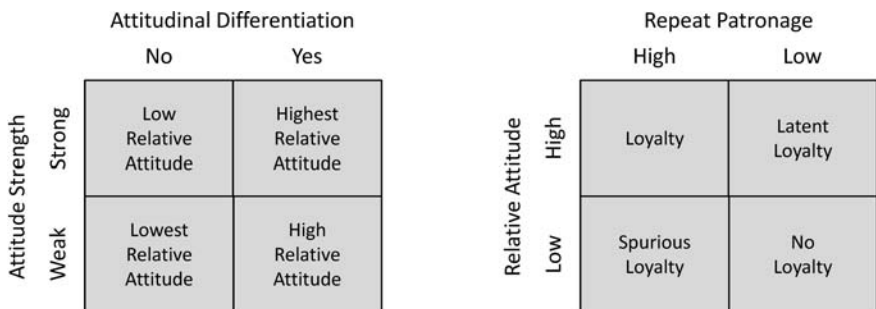 Attitudinal Differentiation
No Yes
Attitude Strength
Strong
Weak
Low
Relative
Attitude
Highest
Relative
Attitude
Lowest
Relative
Attitude
High
Relative
Attitude
Repeat Patronage
High Low
Relative Attitude
High
Low
Loyalty
Latent
Loyalty
Spurious
Loyalty
No
Loyalty